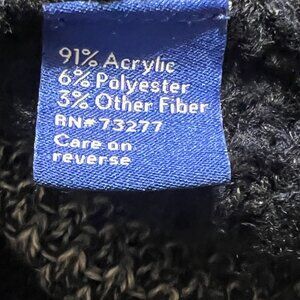 91% Acrylic
6% Polyester
3% Other Fiber
RN# 73277
Care on
reverse